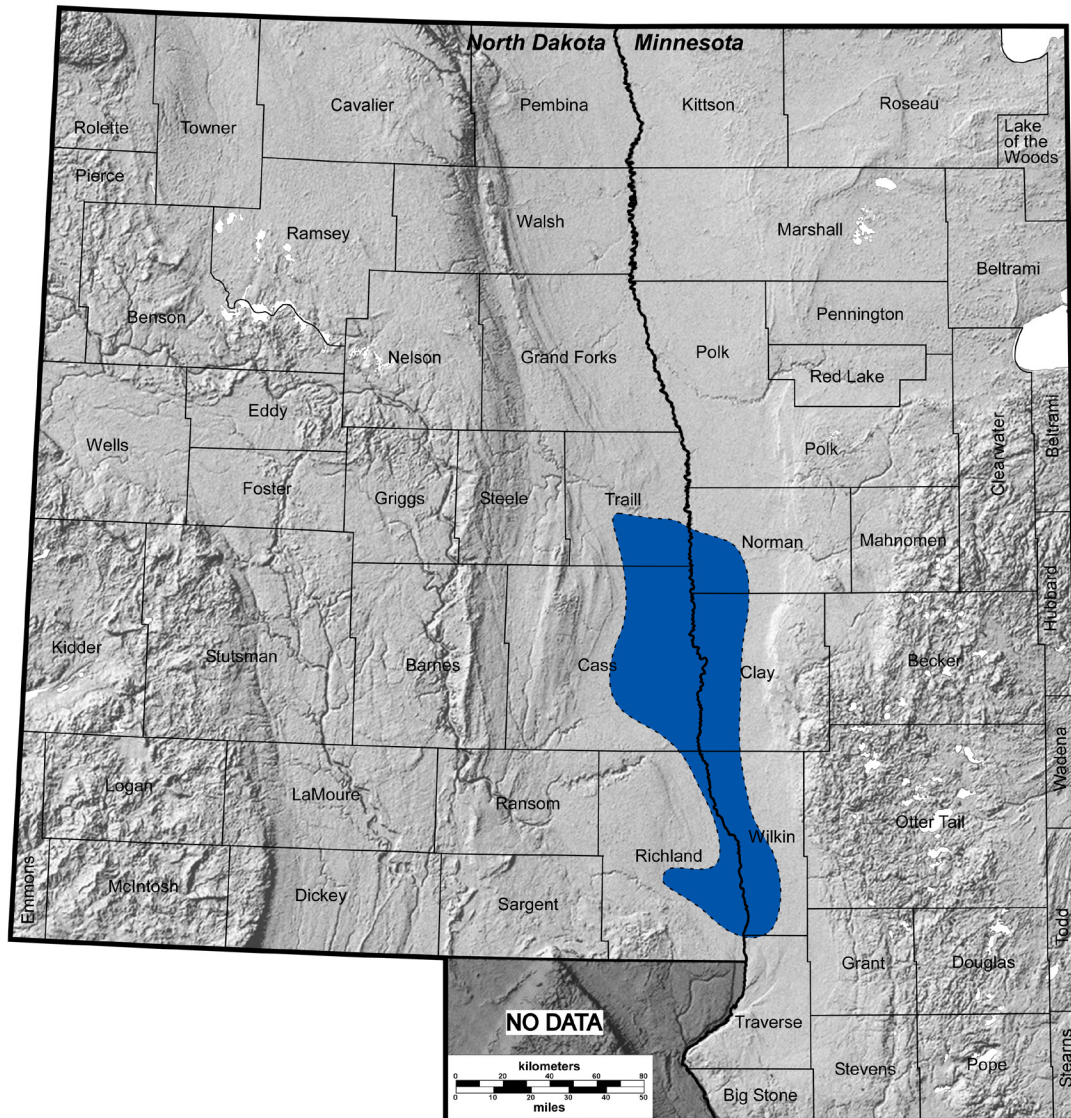 North Dakota
Minnesota
Cavalier
Pembina
Kittson
Roseau
Rolette
Towner
Lake
of the
Woods
Pierce
Walsh
Ramsey
Marshall
Beltrami
Benson
Pennington
Nelson
Grand Forks
Polk
Red Lake
Eddy
Wells
Foster
Griggs
Steele
Traill
Polk
Clearwater
Beltrami
Norman
Mahnomen
Hubbard
Kidder
Stutsman
Barnes
Cass
Clay
Becker
Wadena
Logan
LaMoure
Ransom
Wilkin
Otter Tail
Richland
Emmons
McIntosh
Dickey
Sargent
Todd
Grant
Douglas
NO DATA
Traverse
Stevens
Pope
Stearns
Big Stone
kilometers
0 20 40 60 80
0 10 20 30 40 50
miles